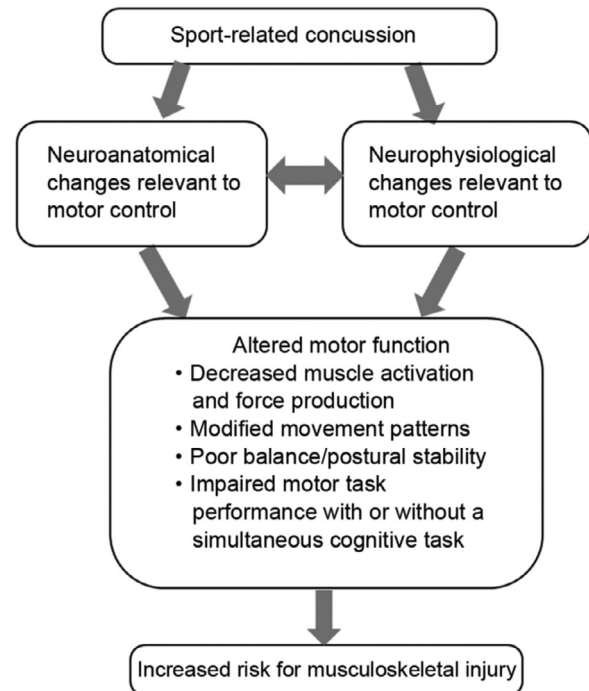 Sport-related concussion
Neuroanatomical
changes relevant to
motor control
Neurophysiological
changes relevant to
motor control
Altered motor function
• Decreased muscle activation
and force production
• Modified movement patterns
• Poor balance/postural stability
• Impaired motor task
performance with or without a
simultaneous cognitive task
Increased risk for musculoskeletal injury